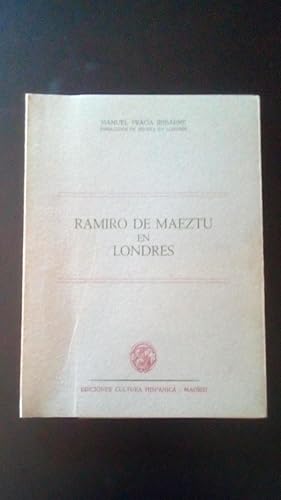 MANUEL FRAGA IRIBARNE
EMBAJADOR DE ESPAÑA EN LONDRES
RAMIRO DE MAEZTU
EN
LONDRES
EDICIONES CULTURA HISPANICA - MADRID